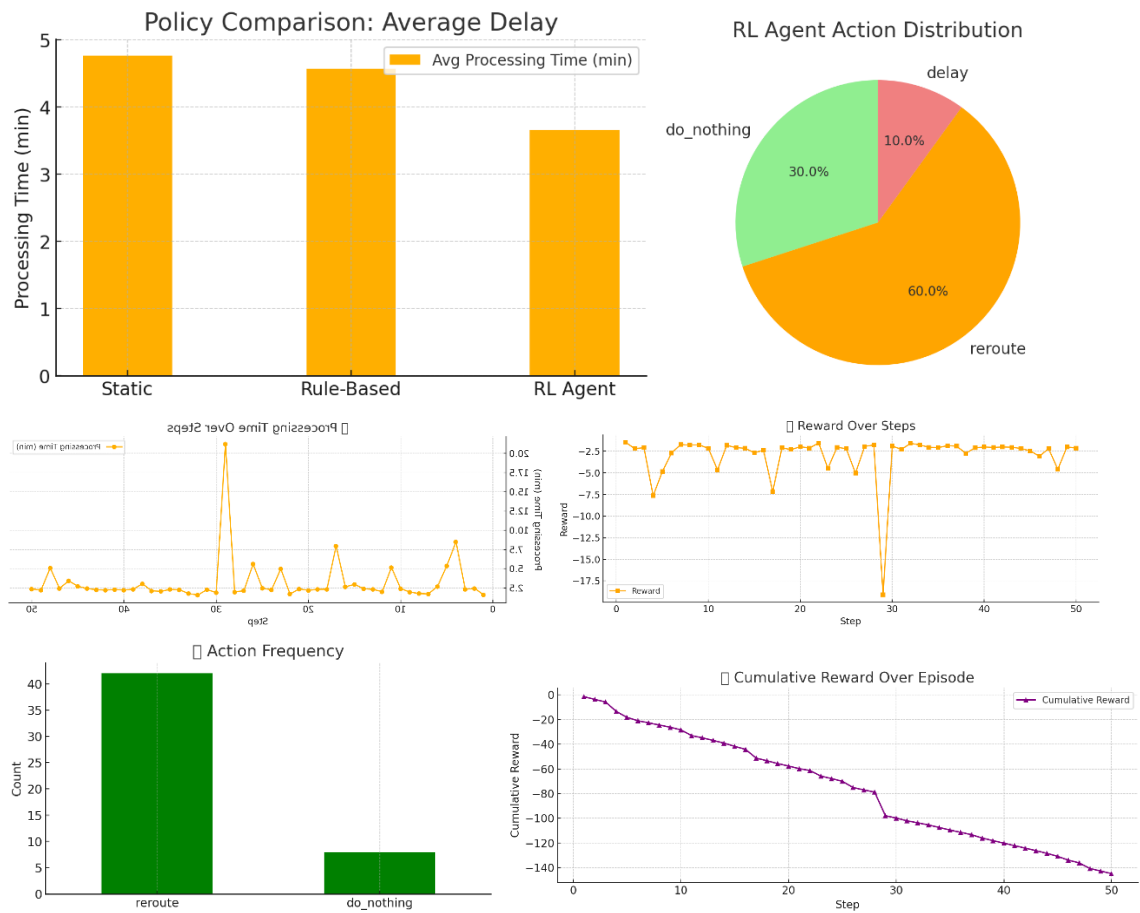 Policy Comparison: Average Delay
Avg Processing Time (min)
Processing Time (min)
5
4
3
2
1
0
Static Rule-Based RL Agent
RL Agent Action Distribution
delay
do_nothing
10.0%
30.0%
60.0%
reroute
Processing Time Over Steps
Processing Time (min)
Processing Time (min)
20.0
17.5
15.0
12.5
10.0
7.5
5.0
2.5
50 40 30 20 10 0
Step
Reward Over Steps
Reward
−2.5
−5.0
−7.5
−10.0
−12.5
−15.0
−17.5
Reward
0 10 20 30 40 50
Step
Action Frequency
Count
40
35
30
25
20
15
10
5
0
reroute do_nothing
Cumulative Reward Over Episode
Cumulative Reward
Cumulative Reward
0
−20
−40
−60
−80
−100
−120
−140
0 10 20 30 40 50
Step